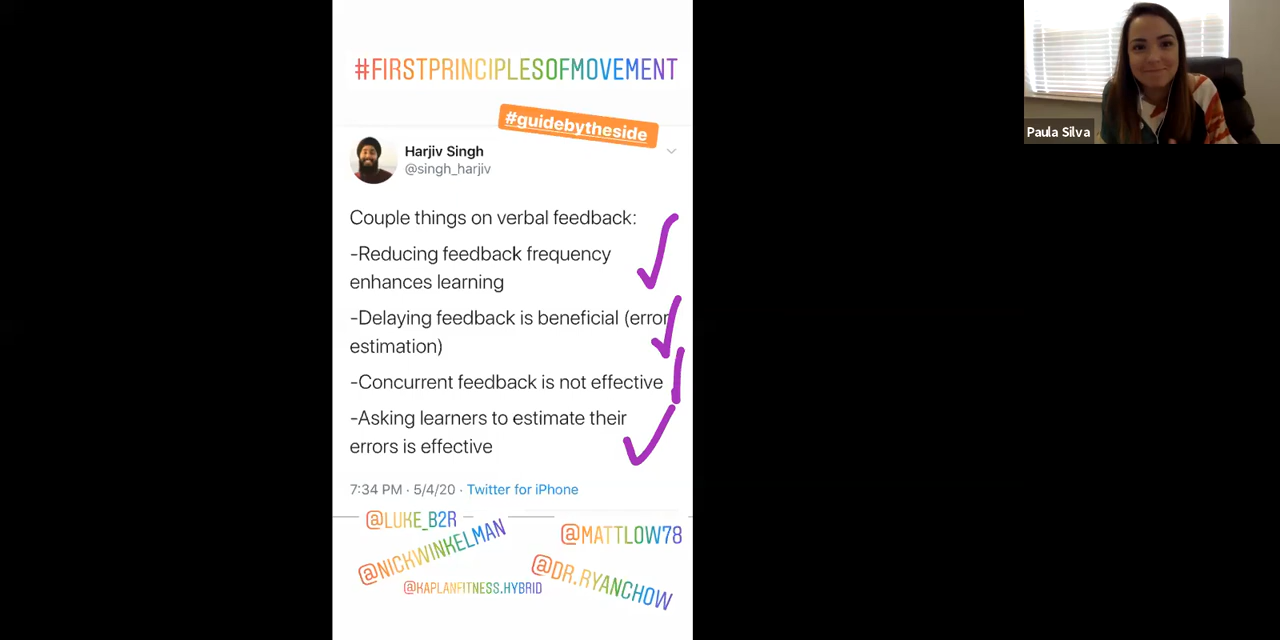 #FIRSTPRINCIPLESOFMOVEMENT
#guidebytheside
Harjiv Singh
@singh_harjiv
Couple things on verbal feedback:
-Reducing feedback frequency
enhances learning
-Delaying feedback is beneficial (error
estimation)
-Concurrent feedback is not effective
-Asking learners to estimate their
errors is effective
7:34 PM · 5/4/20 · Twitter for iPhone
@LUKE_B2R
@NICKWINKELMAN
@MATTLOW78
@KAPLANFITNESS.HYBRID
@DR.RYANCHOW
Paula Silva